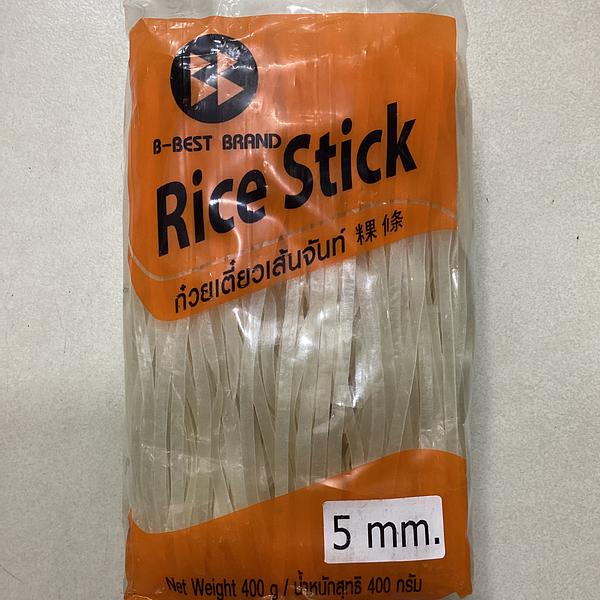 B-BEST BRAND
Rice Stick
ก๋วยเตี๋ยวเส้นจันท์ 粿條
5 mm.
Net Weight 400 g / น้ำหนักสุทธิ 400 กรัม